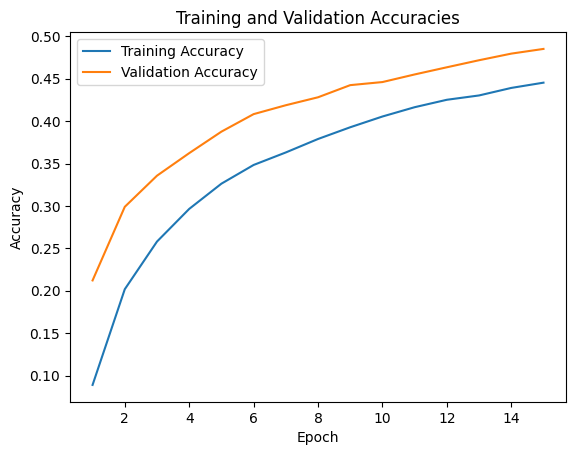 Training and Validation Accuracies
Training Accuracy
Validation Accuracy
0.50
0.45
0.40
0.35
0.30
0.25
0.20
0.15
0.10
Accuracy
2 4 6 8 10 12 14
Epoch